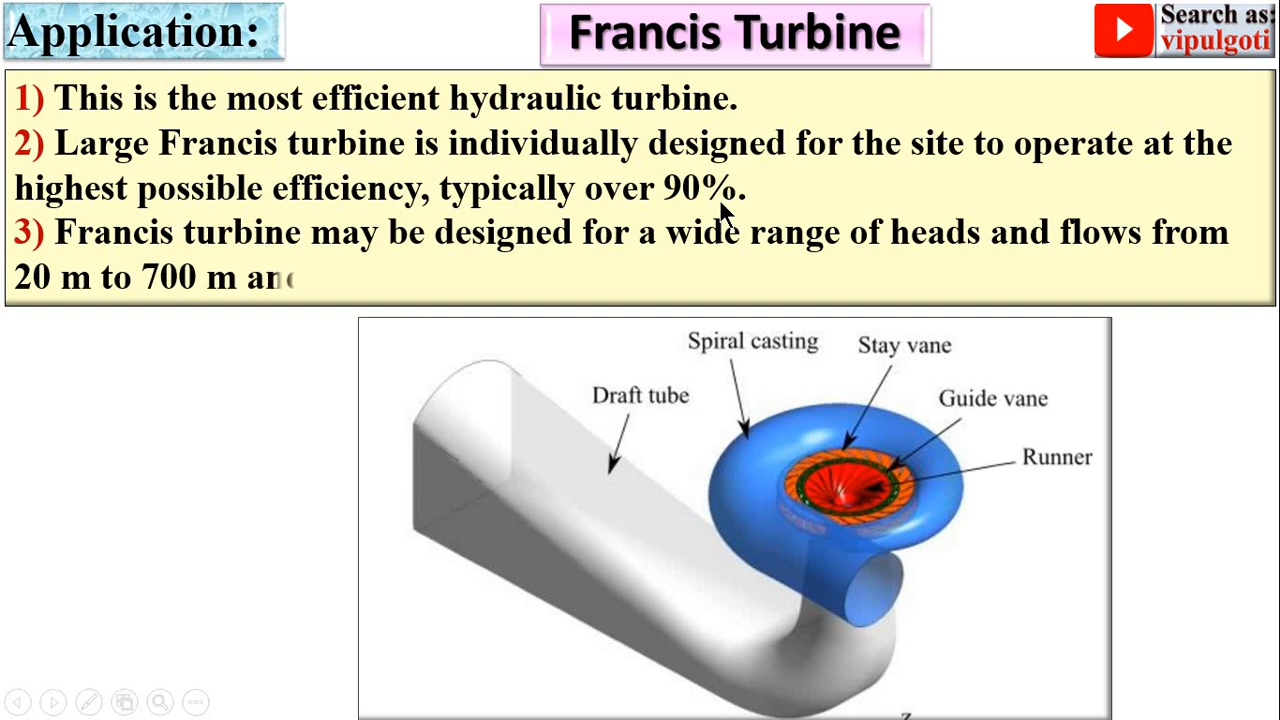 Application:
Francis Turbine
Search as:
vipulgoti
1) This is the most efficient hydraulic turbine.
2) Large Francis turbine is individually designed for the site to operate at the
highest possible efficiency, typically over 90%.
3) Francis turbine may be designed for a wide range of heads and flows from
20 m to 700 m
Spiral casting
Stay vane
Draft tube
Guide vane
Runner